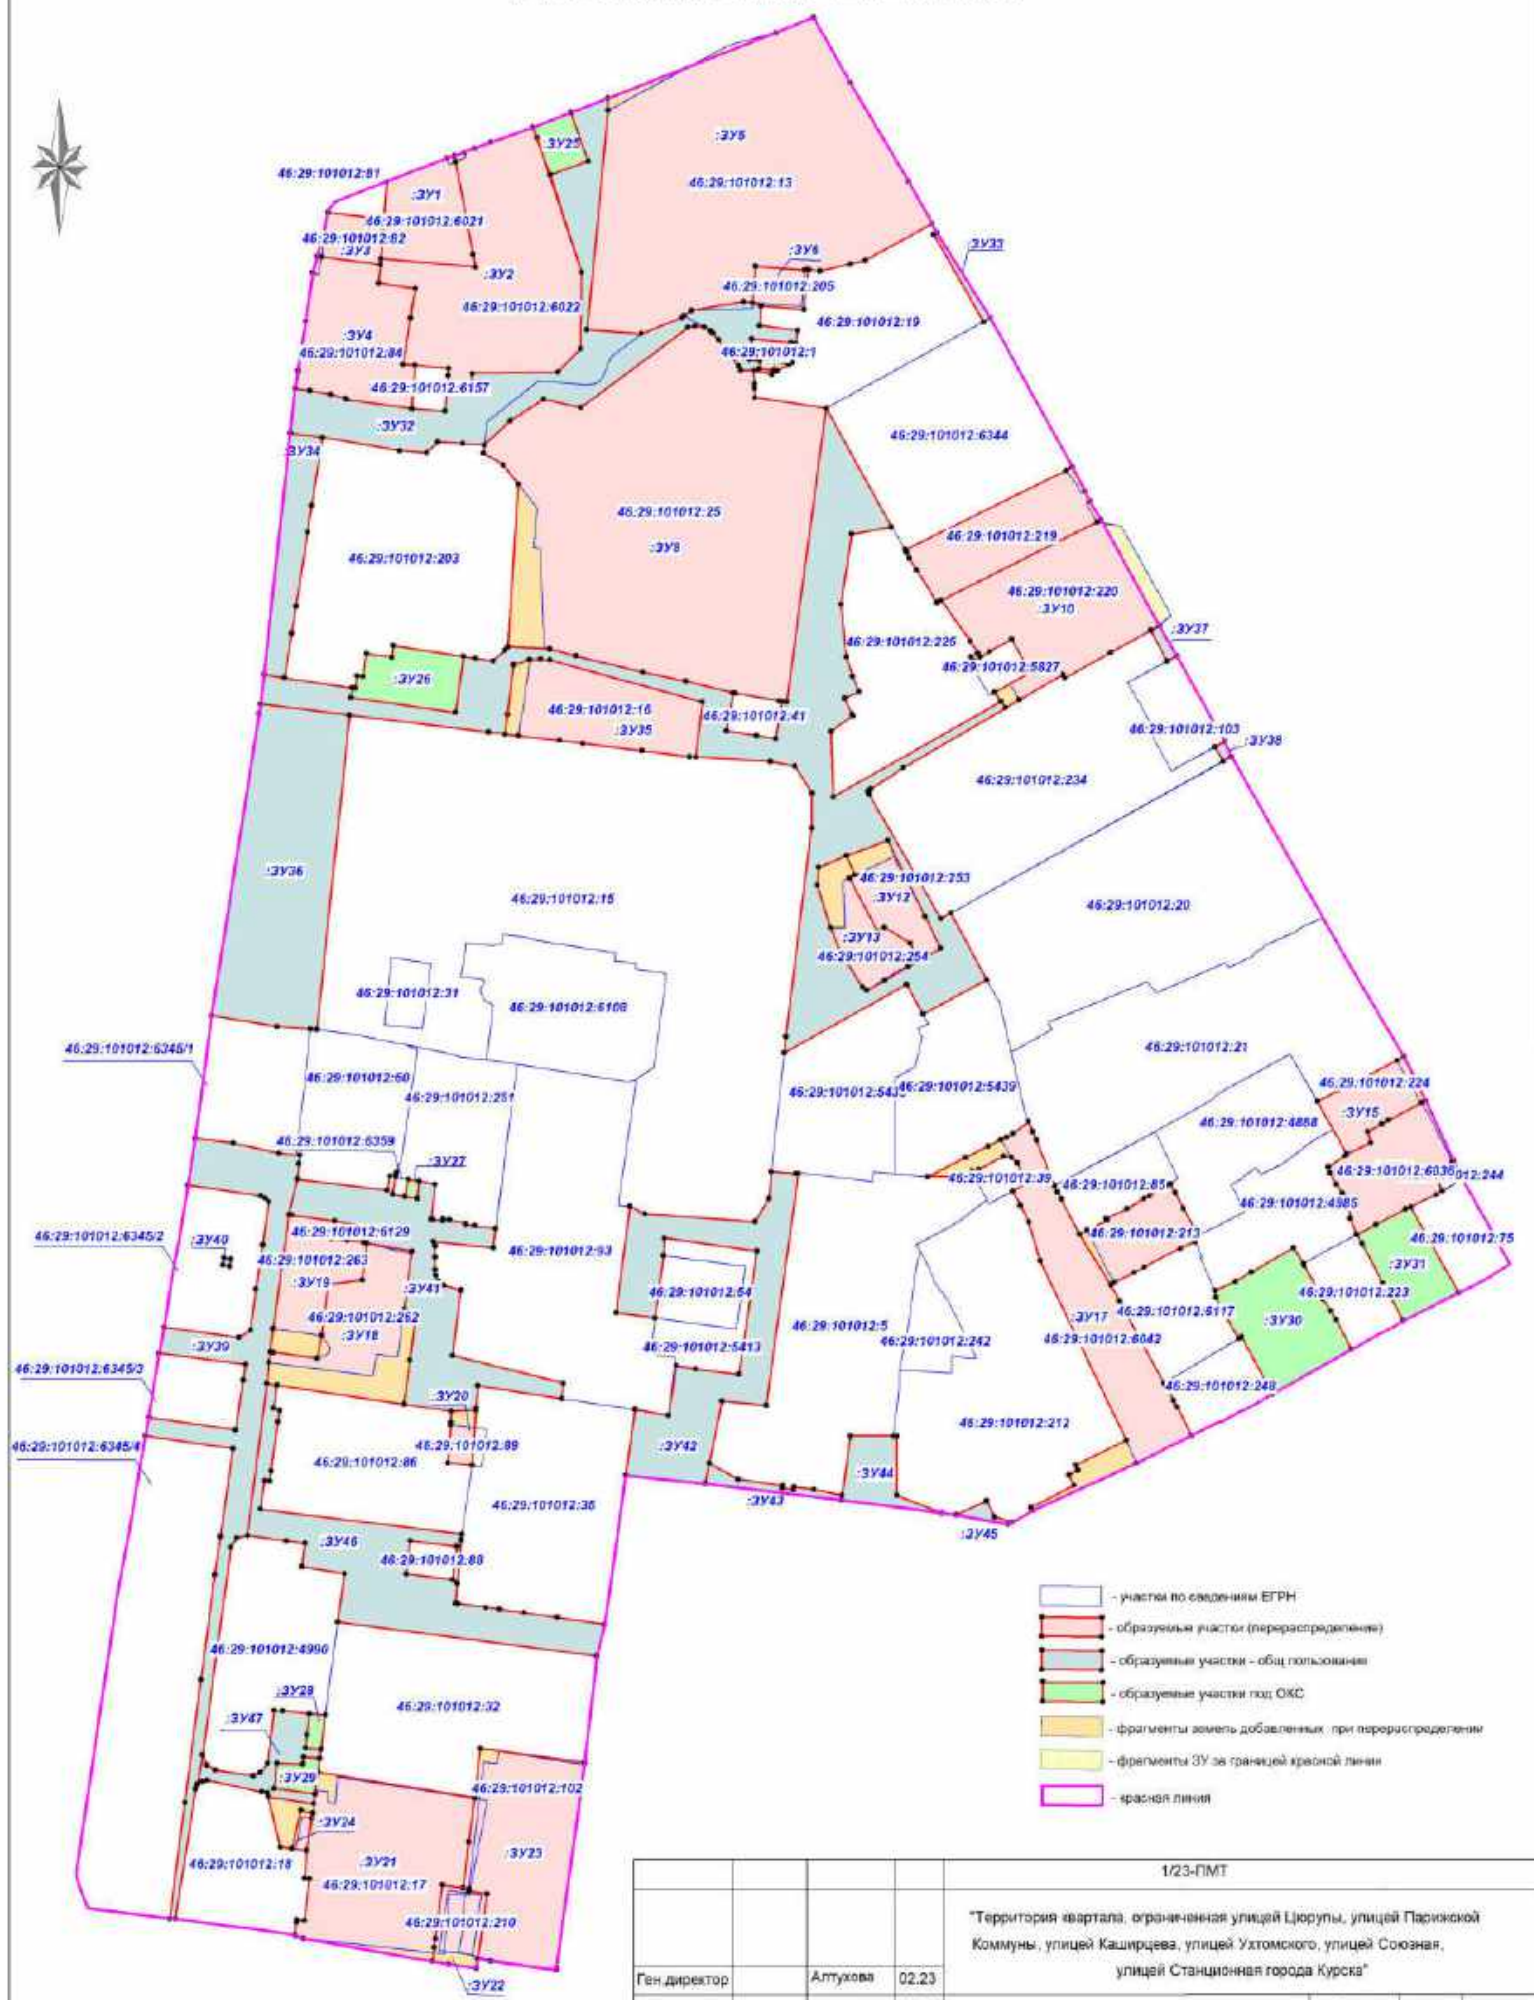 :ЗУ5
46:29:101012:13
:ЗУ25
46:29:101012:81
:ЗУ1
46:29:101012:6021
46:29:101012:82
:ЗУ3
:ЗУ2
46:29:101012:6022
:ЗУ33
:ЗУ6
46:29:101012:205
46:29:101012:19
:ЗУ4
46:29:101012:84
46:29:101012:1
46:29:101012:6157
:ЗУ32
:ЗУ34
46:29:101012:6344
46:29:101012:25
:ЗУ8
46:29:101012:203
46:29:101012:219
46:29:101012:220
:ЗУ10
:ЗУ37
46:29:101012:226
46:29:101012:5827
:ЗУ26
46:29:101012:16
:ЗУ35
46:29:101012:41
46:29:101012:103
:ЗУ38
46:29:101012:234
:ЗУ36
46:29:101012:15
46:29:101012:253
:ЗУ12
46:29:101012:20
:ЗУ13
46:29:101012:254
46:29:101012:31
46:29:101012:6108
46:29:101012:6345/1
46:29:101012:21
46:29:101012:60
46:29:101012:251
46:29:101012:5439
46:29:101012:224
:ЗУ15
46:29:101012:4868
46:29:101012:6359
:ЗУ27
46:29:101012:39
46:29:101012:85
46:29:101012:6036
012:244
46:29:101012:4985
46:29:101012:6345/2
:ЗУ40
46:29:101012:6129
46:29:101012:263
46:29:101012:93
46:29:101012:213
46:29:101012:75
:ЗУ19
:ЗУ41
46:29:101012:54
:ЗУ31
46:29:101012:223
46:29:101012:262
:ЗУ18
46:29:101012:5
46:29:101012:242
:ЗУ17
46:29:101012:6042
46:29:101012:6117
:ЗУ30
:ЗУ39
46:29:101012:5413
46:29:101012:6345/3
46:29:101012:248
:ЗУ20
46:29:101012:212
46:29:101012:6345/4
46:29:101012:89
46:29:101012:86
:ЗУ42
:ЗУ44
46:29:101012:35
:ЗУ43
:ЗУ45
:ЗУ46
46:29:101012:88
46:29:101012:4990
:ЗУ28
46:29:101012:32
:ЗУ47
:ЗУ29
46:29:101012:102
:ЗУ24
46:29:101012:18
:ЗУ21
:ЗУ23
46:29:101012:17
46:29:101012:210
:ЗУ22
- участки по сведениям ЕГРН
- образуемые участки (перераспределение)
- образуемые участки - общ пользования
- образуемые участки под ОКС
- фрагменты земель добавленных при перераспределении
- фрагменты ЗУ за границей красной линии
- красная линия
1/23-ПМТ
"Территория квартала, ограниченная улицей Цюрупы, улицей Парижской
Коммуны, улицей Каширцева, улицей Ухтомского, улицей Союзная,
улицей Станционная города Курска"
Ген.директор Алтухова 02.23